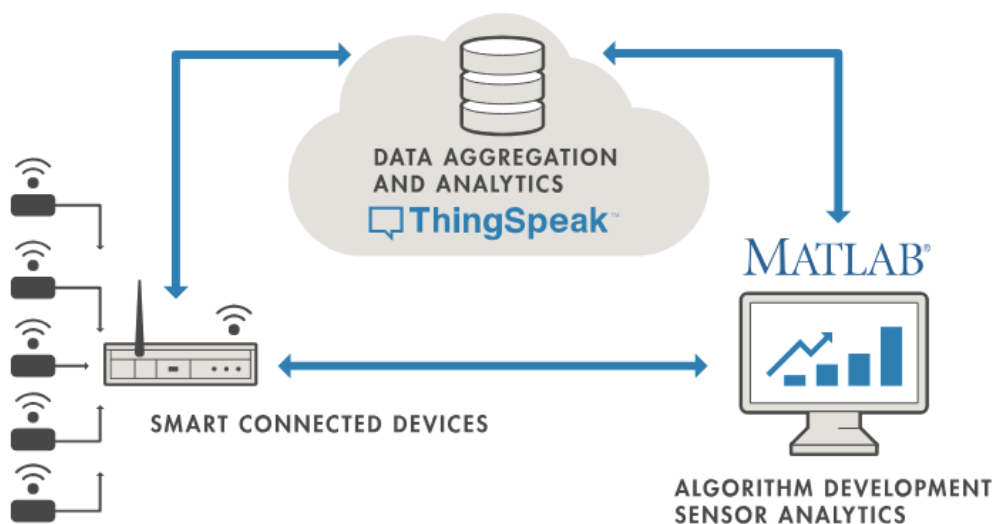 DATA AGGREGATION
AND ANALYTICS
ThingSpeak™
MATLAB®
SMART CONNECTED DEVICES
ALGORITHM DEVELOPMENT
SENSOR ANALYTICS